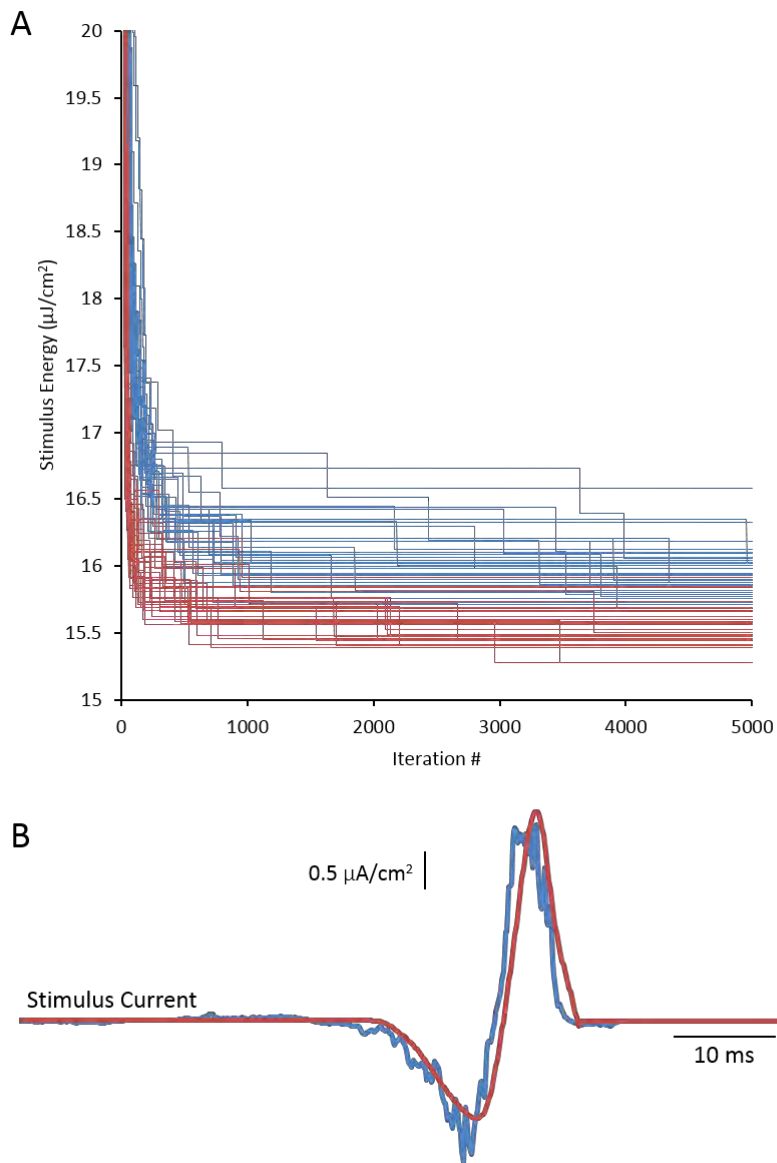 A
20
19.5
19
18.5
18
17.5
17
16.5
16
15.5
15
Stimulus Energy (µJ/cm²)
0 1000 2000 3000 4000 5000
Iteration #
B
0.5 µA/cm²
Stimulus Current
10 ms